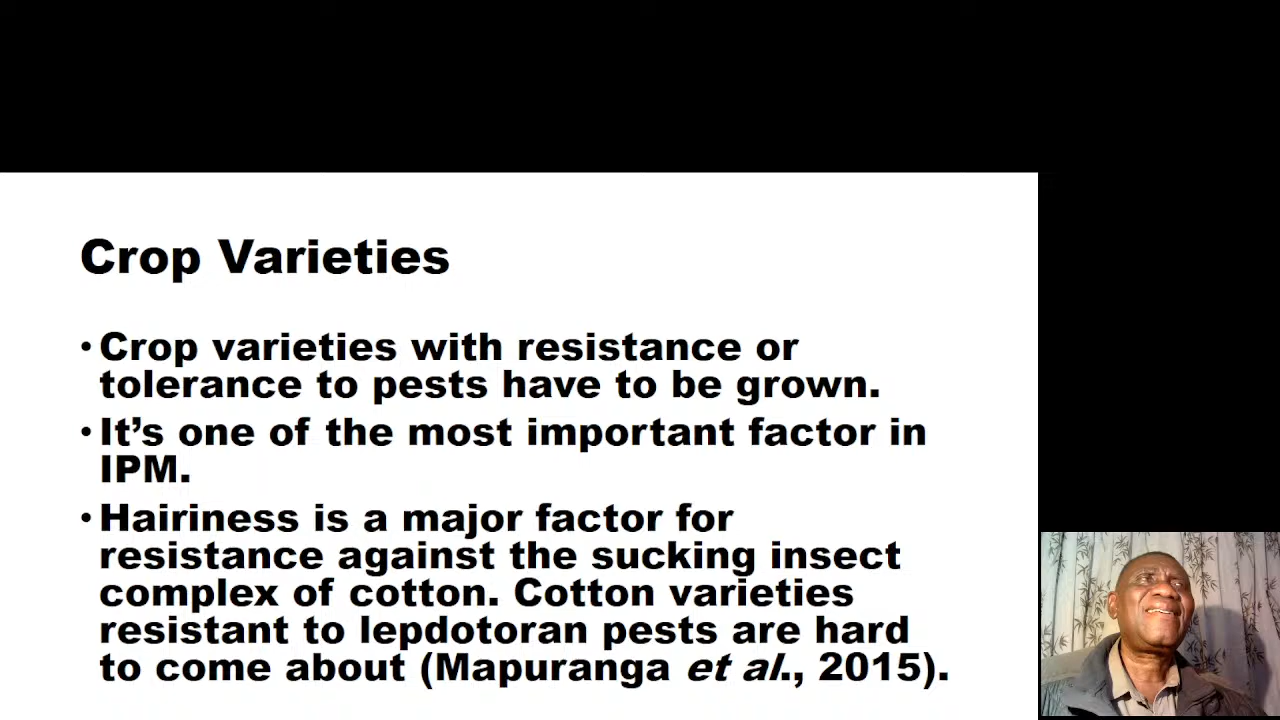 Crop Varieties
• Crop varieties with resistance or
tolerance to pests have to be grown.
• It’s one of the most important factor in
IPM.
• Hairiness is a major factor for
resistance against the sucking insect
complex of cotton. Cotton varieties
resistant to lepdotoran pests are hard
to come about (Mapuranga et al., 2015).